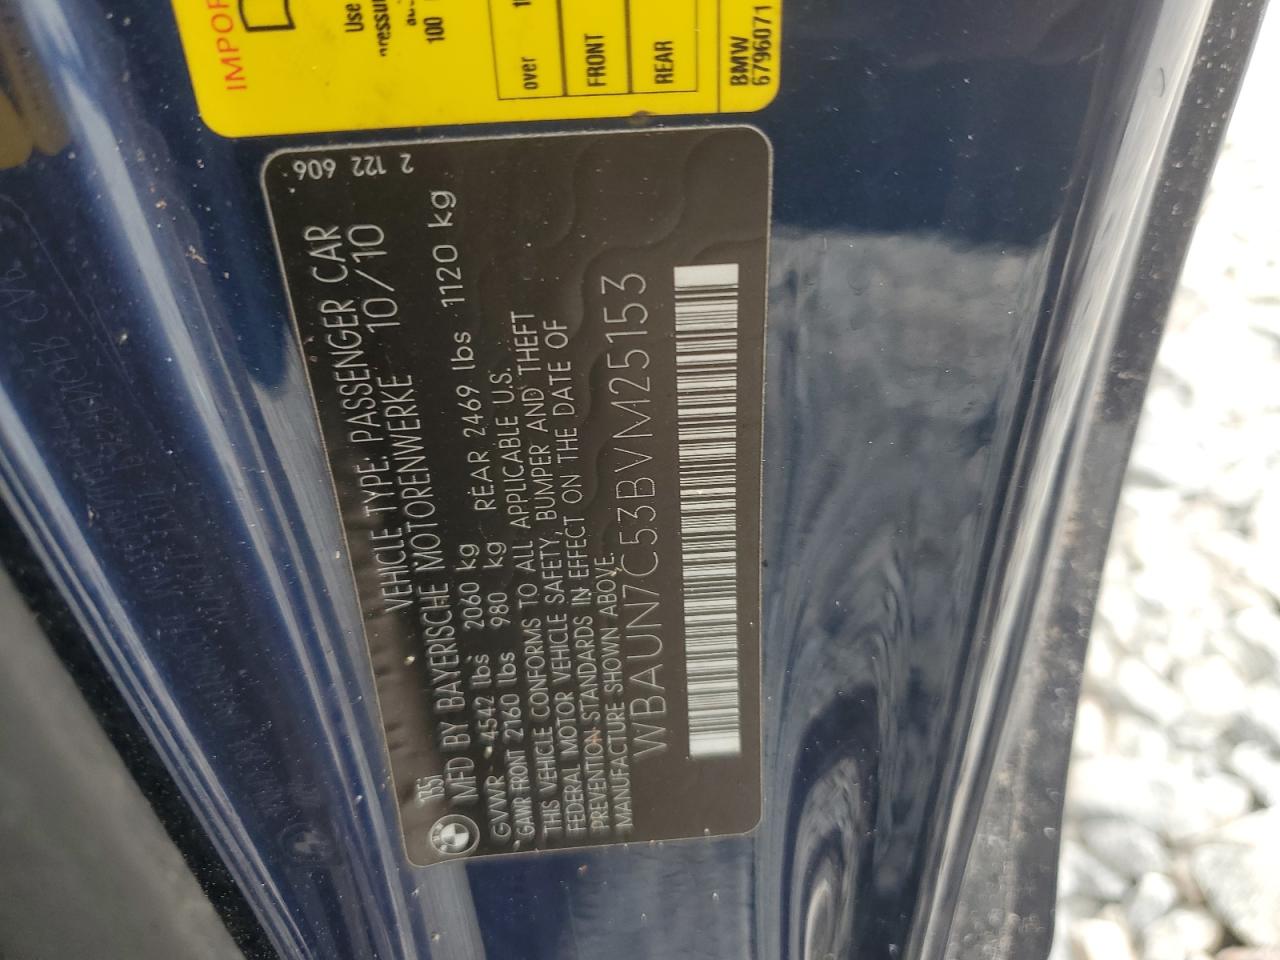 IMPOR
Use
pressur
100
over
FRONT
REAR
BMW
6796071
2 122 606
135i VEHICLE TYPE: PASSENGER CAR
MFD BY BAYERISCHE MOTORENWERKE 10/10
GVWR 4542 lbs 2060 kg
GAWR FRONT 2160 lbs 980 kg REAR 2469 lbs 1120 kg
THIS VEHICLE CONFORMS TO ALL APPLICABLE U.S.
FEDERAL MOTOR VEHICLE SAFETY, BUMPER AND THEFT
PREVENTION STANDARDS IN EFFECT ON THE DATE OF
MANUFACTURE SHOWN ABOVE.
WBAUN7C53BVM25153